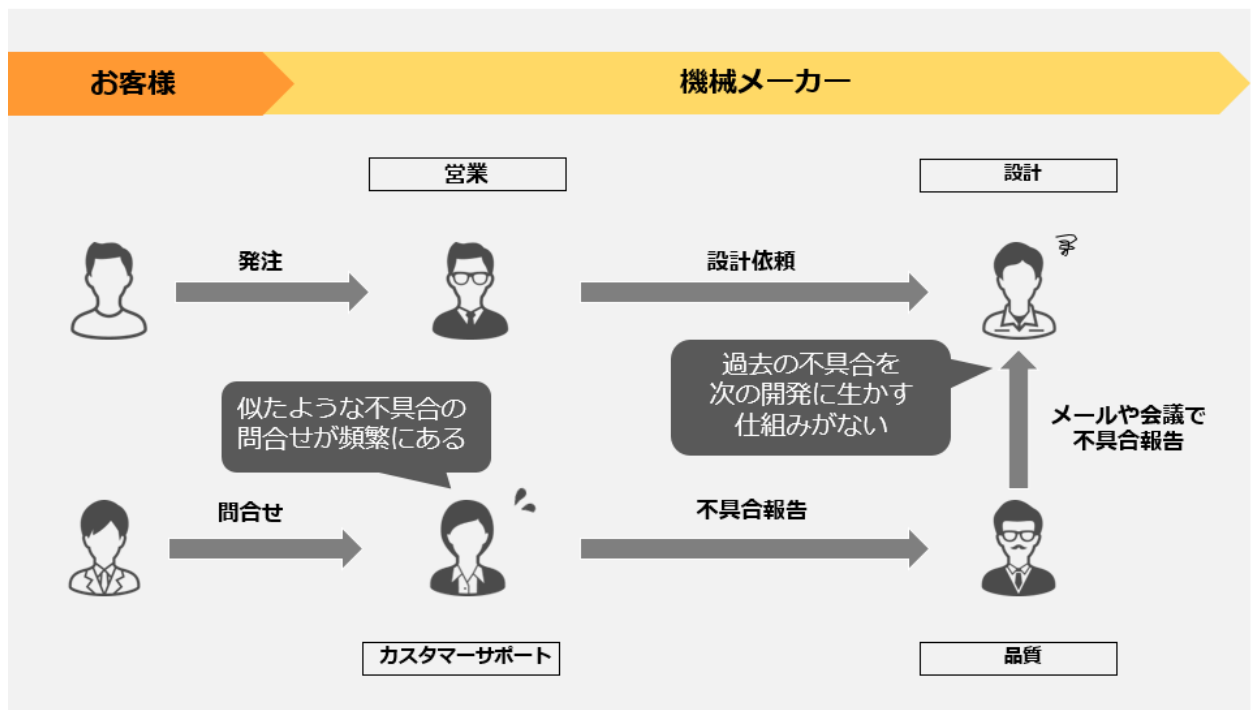 お客様
機械メーカー
営業
設計
発注
設計依頼
過去の不具合を
次の開発に生かす
仕組みがない
似たような不具合の
問合せが頻繁にある
メールや会議で
不具合報告
問合せ
不具合報告
カスタマーサポート
品質